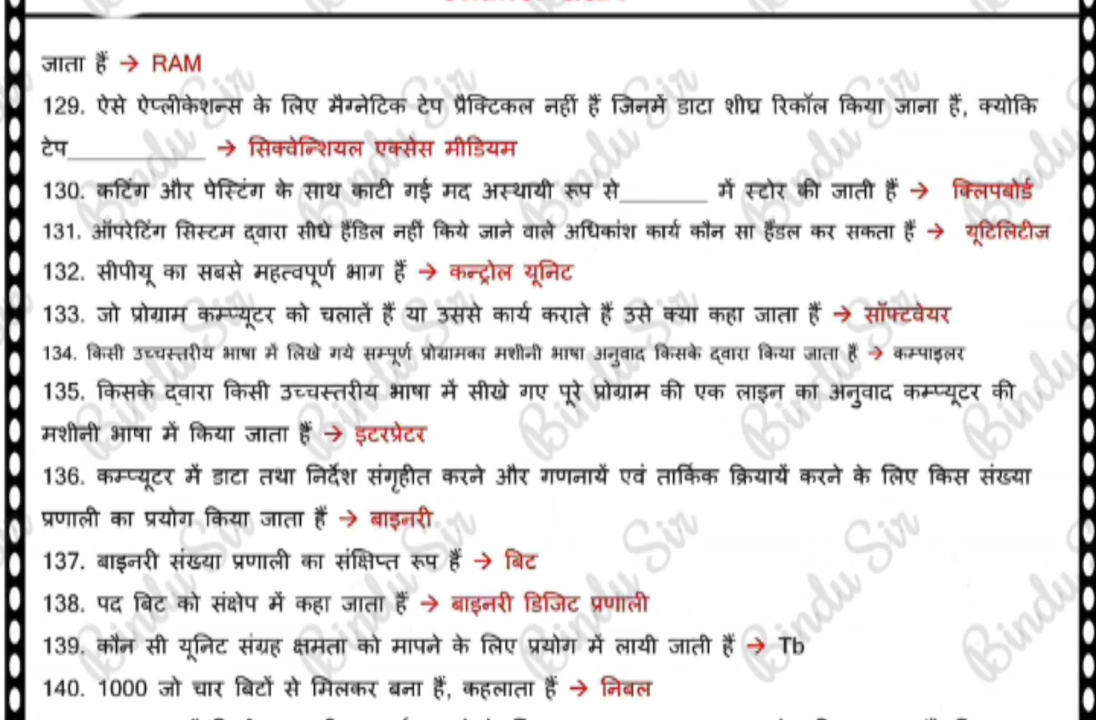 जाता हैं → RAM
129. ऐसे ऐप्लीकेशन्स के लिए मैग्नेटिक टेप प्रैक्टिकल नहीं हैं जिनमें डाटा शीघ्र रिकॉल किया जाना हैं, क्योकि
टेप____________ → सिक्वेन्शियल एक्सेस मीडियम
130. कटिंग और पेस्टिंग के साथ काटी गई मद अस्थायी रूप से________ में स्टोर की जाती हैं → क्लिपबोर्ड
131. ऑपरेटिंग सिस्टम द्वारा सीधे हैंडिल नहीं किये जाने वाले अधिकांश कार्य कौन सा हैंडल कर सकता हैं → यूटिलिटीज
132. सीपीयू का सबसे महत्वपूर्ण भाग हैं → कन्ट्रोल यूनिट
133. जो प्रोग्राम कम्प्यूटर को चलातें हैं या उससे कार्य कराते हैं उसे क्या कहा जाता हैं → सॉफ्टवेयर
134. किसी उच्चस्तरीय भाषा में लिखे गये सम्पूर्ण प्रोग्रामका मशीनी भाषा अनुवाद किसके द्वारा किया जाता हैं → कम्पाइलर
135. किसके द्वारा किसी उच्चस्तरीय भाषा में सीखे गए पूरे प्रोग्राम की एक लाइन का अनुवाद कम्प्यूटर की
मशीनी भाषा में किया जाता हैं → इटरप्रेटर
136. कम्प्यूटर में डाटा तथा निर्देश संगृहीत करने और गणनायें एवं तार्किक क्रियायें करने के लिए किस संख्या
प्रणाली का प्रयोग किया जाता हैं → बाइनरी
137. बाइनरी संख्या प्रणाली का संक्षिप्त रूप हैं → बिट
138. पद बिट को संक्षेप में कहा जाता हैं → बाइनरी डिजिट प्रणाली
139. कौन सी यूनिट संग्रह क्षमता को मापने के लिए प्रयोग में लायी जाती हैं → Tb
140. 1000 जो चार बिटों से मिलकर बना हैं, कहलाता हैं → निबल
Bindu Sir